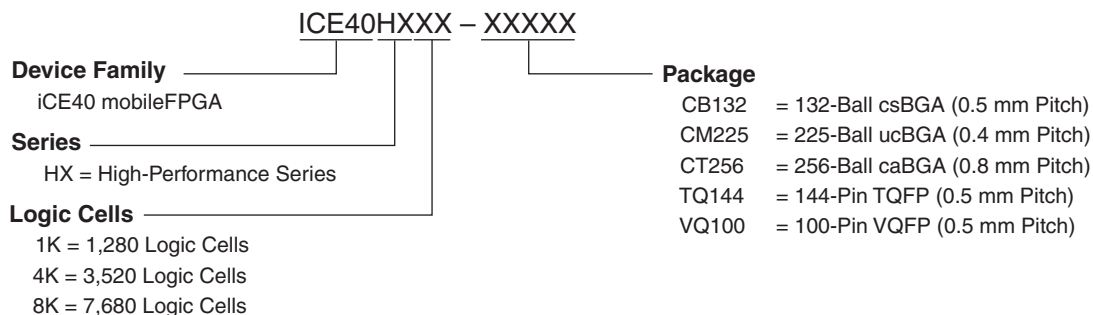 ICE40HXXX – XXXXX
Device Family
iCE40 mobileFPGA
Series
HX = High-Performance Series
Logic Cells
1K = 1,280 Logic Cells
4K = 3,520 Logic Cells
8K = 7,680 Logic Cells
Package
CB132 = 132-Ball csBGA (0.5 mm Pitch)
CM225 = 225-Ball ucBGA (0.4 mm Pitch)
CT256 = 256-Ball caBGA (0.8 mm Pitch)
TQ144 = 144-Pin TQFP (0.5 mm Pitch)
VQ100 = 100-Pin VQFP (0.5 mm Pitch)